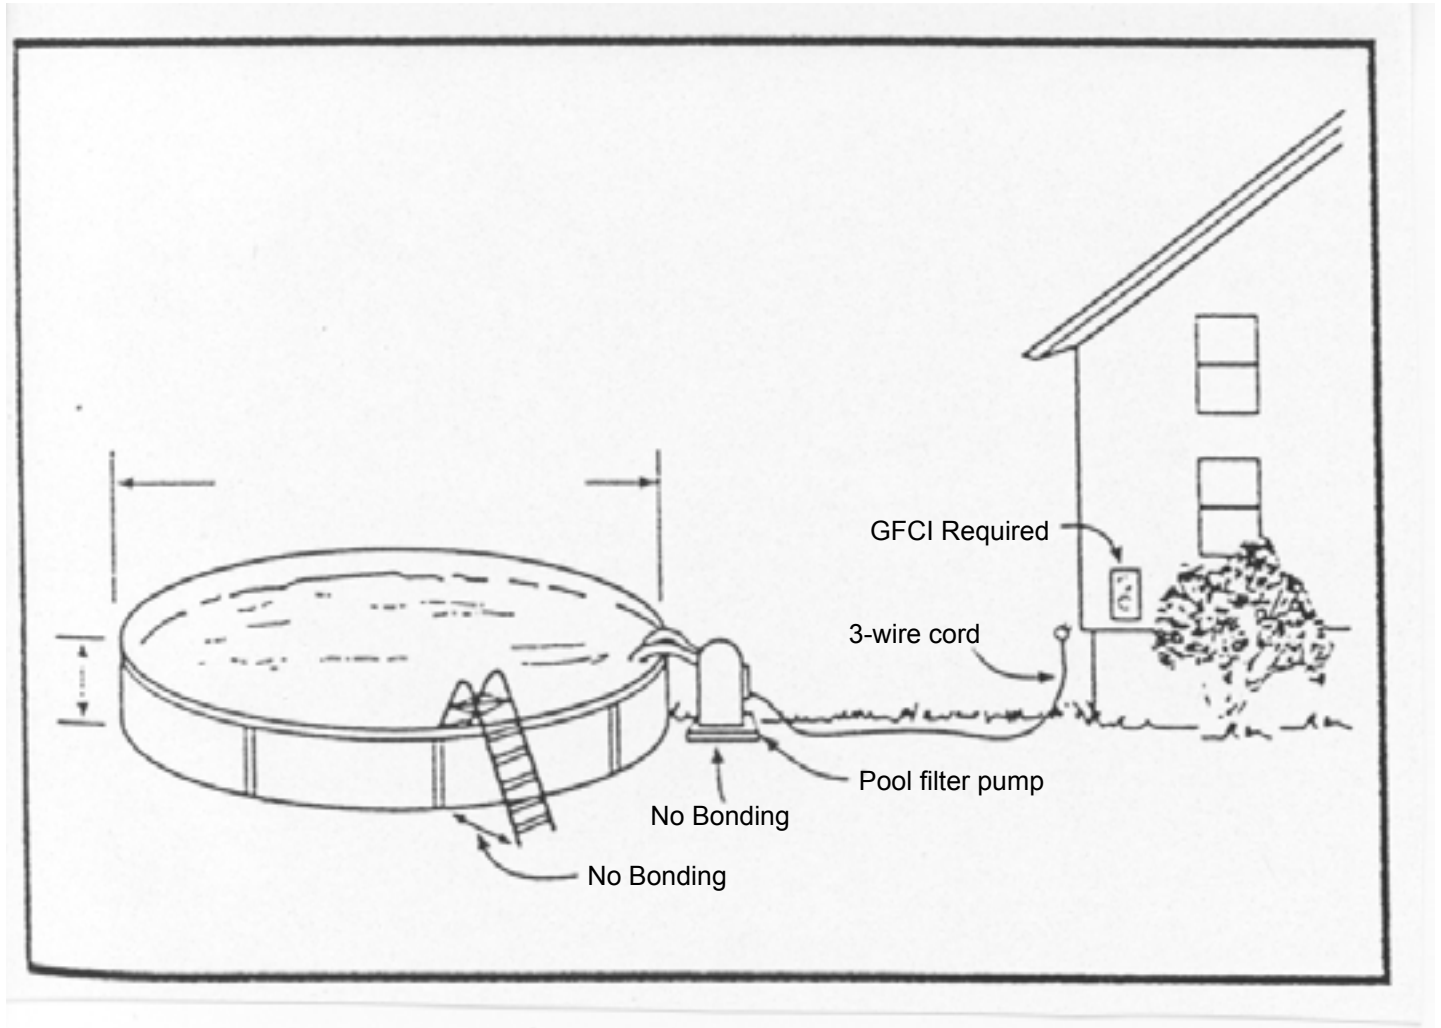 GFCI Required
3-wire cord
Pool filter pump
No Bonding
No Bonding